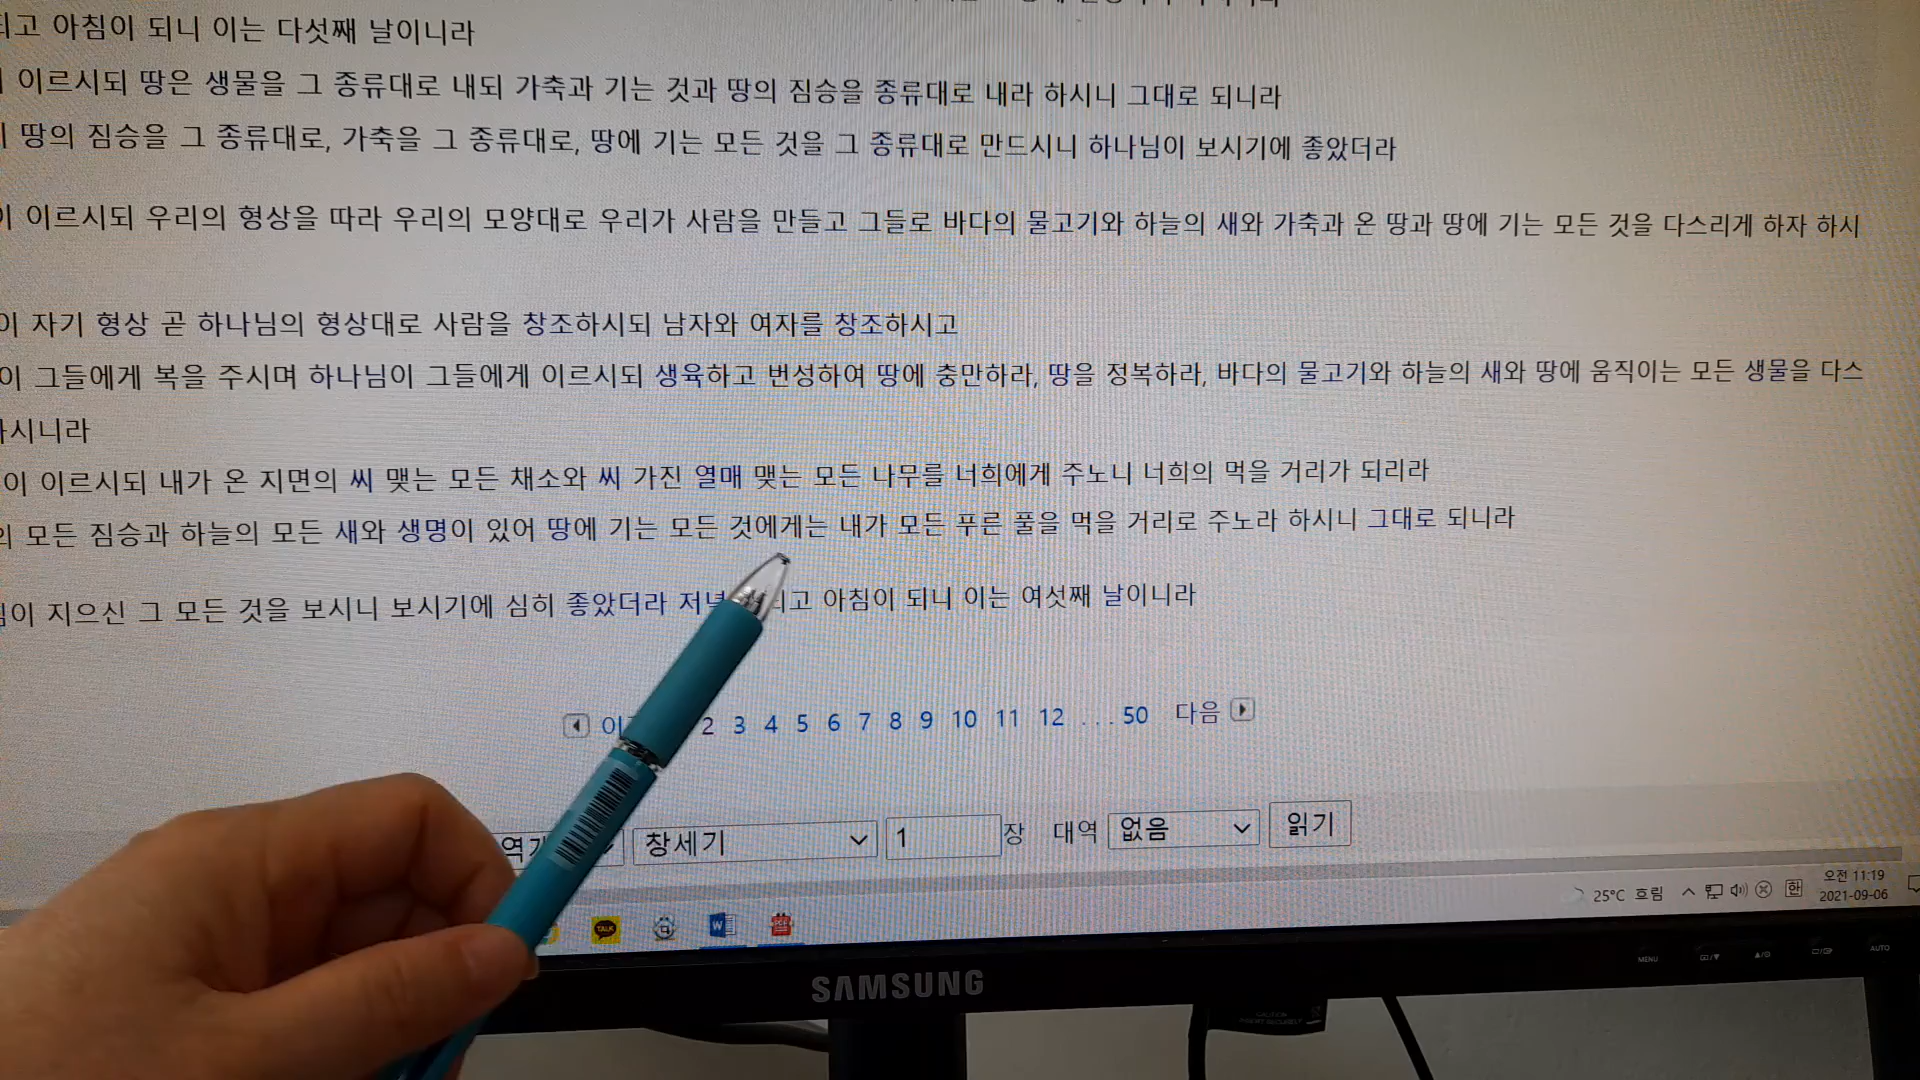 되고 아침이 되니 이는 다섯째 날이니라
이르시되 땅은 생물을 그 종류대로 내되 가축과 기는 것과 땅의 짐승을 종류대로 내라 하시니 그대로 되니라
땅의 짐승을 그 종류대로, 가축을 그 종류대로, 땅에 기는 모든 것을 그 종류대로 만드시니 하나님이 보시기에 좋았더라
이 이르시되 우리의 형상을 따라 우리의 모양대로 우리가 사람을 만들고 그들로 바다의 물고기와 하늘의 새와 가축과 온 땅과 땅에 기는 모든 것을 다스리게 하자 하시
이 자기 형상 곧 하나님의 형상대로 사람을 창조하시되 남자와 여자를 창조하시고
이 그들에게 복을 주시며 하나님이 그들에게 이르시되 생육하고 번성하여 땅에 충만하라, 땅을 정복하라, 바다의 물고기와 하늘의 새와 땅에 움직이는 모든 생물을 다스
하시니라
이 이르시되 내가 온 지면의 씨 맺는 모든 채소와 씨 가진 열매 맺는 모든 나무를 너희에게 주노니 너희의 먹을 거리가 되리라
의 모든 짐승과 하늘의 모든 새와 생명이 있어 땅에 기는 모든 것에게는 내가 모든 푸른 풀을 먹을 거리로 주노라 하시니 그대로 되니라
님이 지으신 그 모든 것을 보시니 보시기에 심히 좋았더라 저녁 되고 아침이 되니 이는 여섯째 날이니라
2 3 4 5 6 7 8 9 10 11 12 ... 50 다음
창세기 1 장 대역 없음 읽기
25°C 흐림 한 오전 11:19
2021-09-06
TALK W
SAMSUNG
MENU AUTO